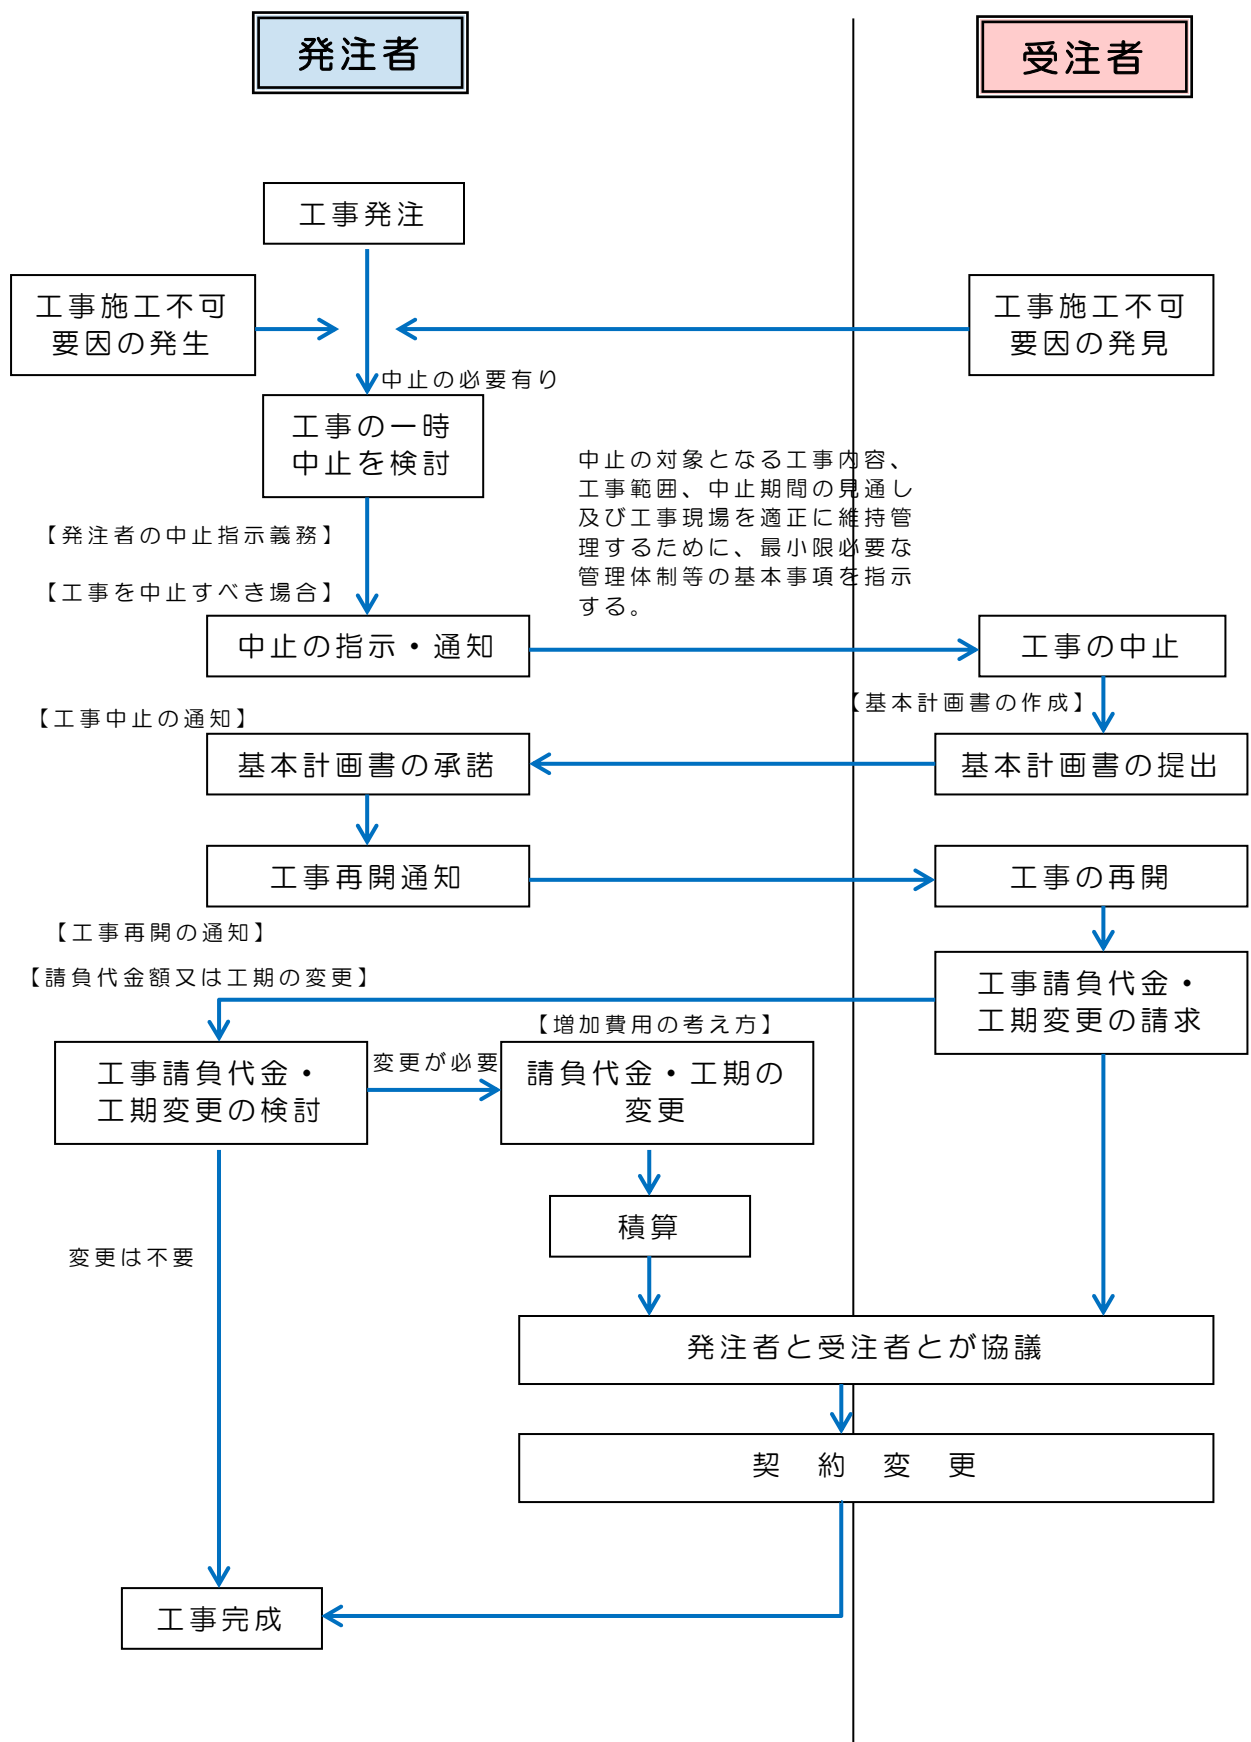 発注者
受注者
工事発注
工事施工不可
要因の発生
工事施工不可
要因の発見
中止の必要有り
工事の一時
中止を検討
中止の対象となる工事内容、
工事範囲、中止期間の見通し
及び工事現場を適正に維持管
理するために、最小限必要な
管理体制等の基本事項を指示
する。
【発注者の中止指示義務】
【工事を中止すべき場合】
中止の指示・通知
工事の中止
【工事中止の通知】
【基本計画書の作成】
基本計画書の承諾
基本計画書の提出
工事再開通知
工事の再開
【工事再開の通知】
【請負代金額又は工期の変更】
工事請負代金・
工期変更の請求
【増加費用の考え方】
工事請負代金・
工期変更の検討
変更が必要
請負代金・工期の
変更
積算
変更は不要
発注者と受注者とが協議
契　約　変　更
工事完成